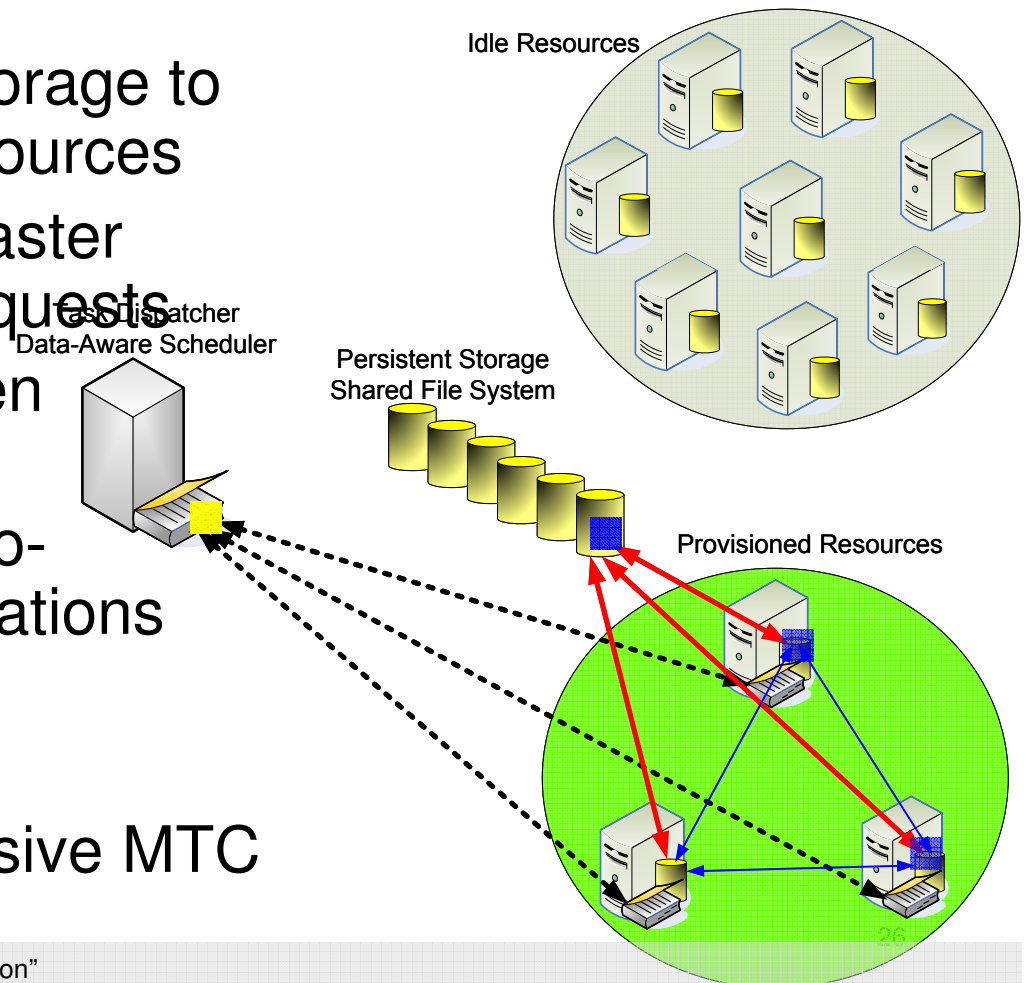 orage to
ources
aster
quests
en
o-
ations
sive MTC
Idle Resources
Task Dispatcher
Data-Aware Scheduler
Persistent Storage
Shared File System
Provisioned Resources
26
on”